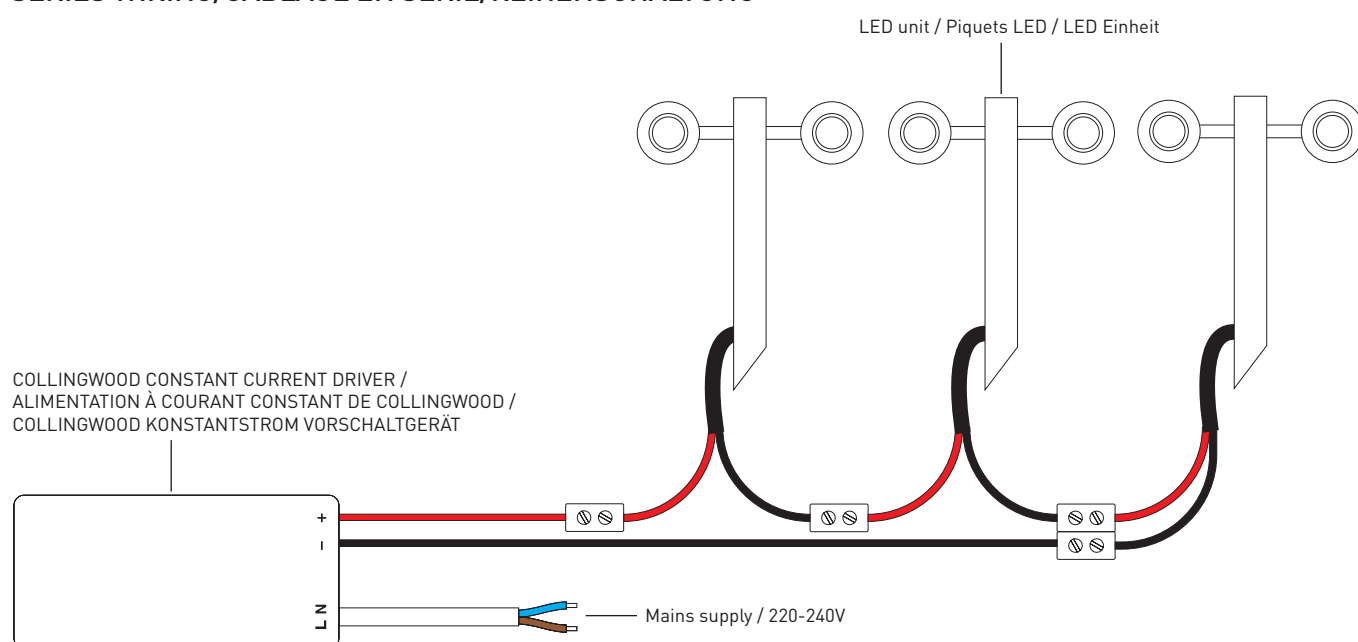 LED unit / Piquets LED / LED Einheit
COLLINGWOOD CONSTANT CURRENT DRIVER /
ALIMENTATION À COURANT CONSTANT DE COLLINGWOOD /
COLLINGWOOD KONSTANTSTROM VORSCHALTGERÄT
+
–
L N
Mains supply / 220-240V